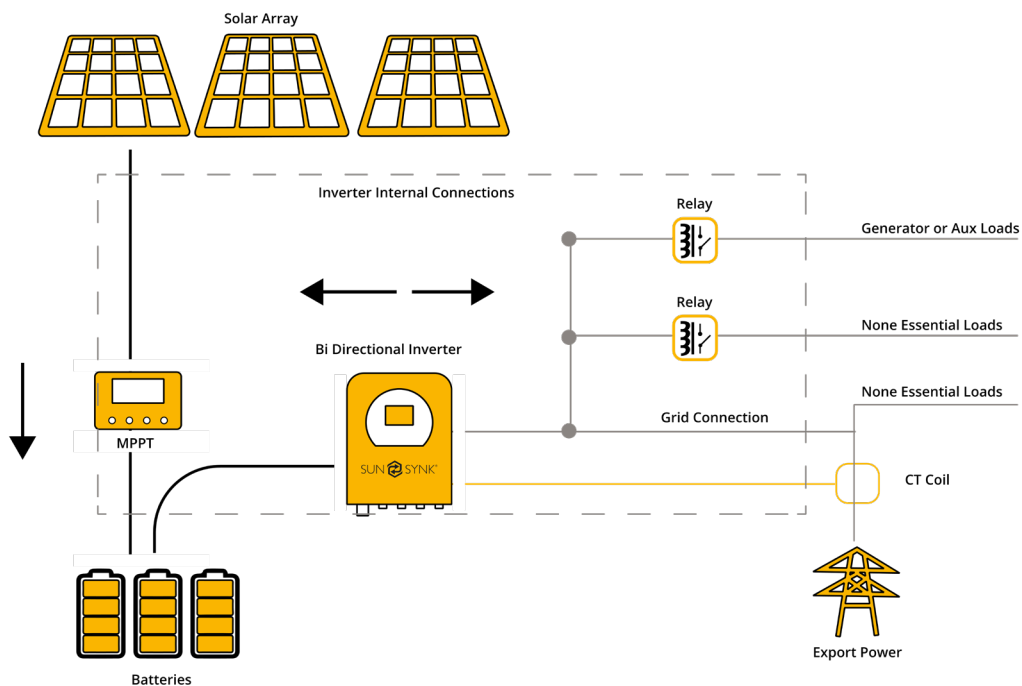 Solar Array
Inverter Internal Connections
Relay
Generator or Aux Loads
Relay
None Essential Loads
Bi Directional Inverter
None Essential Loads
Grid Connection
MPPT
SUN SYNK
CT Coil
Export Power
Batteries